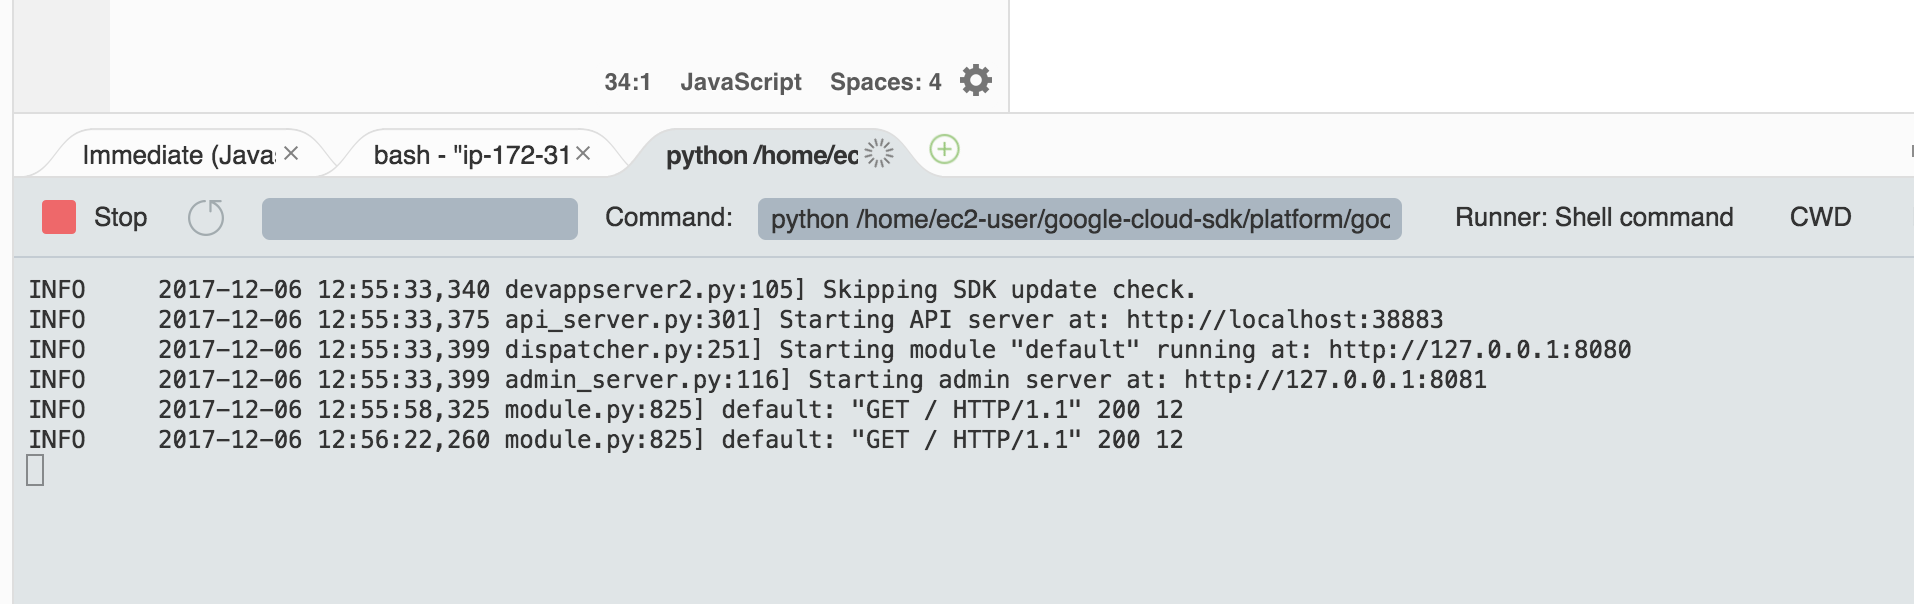 34:1 JavaScript Spaces: 4
Immediate (Java bash - "ip-172-31 python /home/ec
Stop Command: python /home/ec2-user/google-cloud-sdk/platform/goo Runner: Shell command CWD
INFO 2017-12-06 12:55:33,340 devappserver2.py:105] Skipping SDK update check.
INFO 2017-12-06 12:55:33,375 api_server.py:301] Starting API server at: http://localhost:38883
INFO 2017-12-06 12:55:33,399 dispatcher.py:251] Starting module "default" running at: http://127.0.0.1:8080
INFO 2017-12-06 12:55:33,399 admin_server.py:116] Starting admin server at: http://127.0.0.1:8081
INFO 2017-12-06 12:55:58,325 module.py:825] default: "GET / HTTP/1.1" 200 12
INFO 2017-12-06 12:56:22,260 module.py:825] default: "GET / HTTP/1.1" 200 12